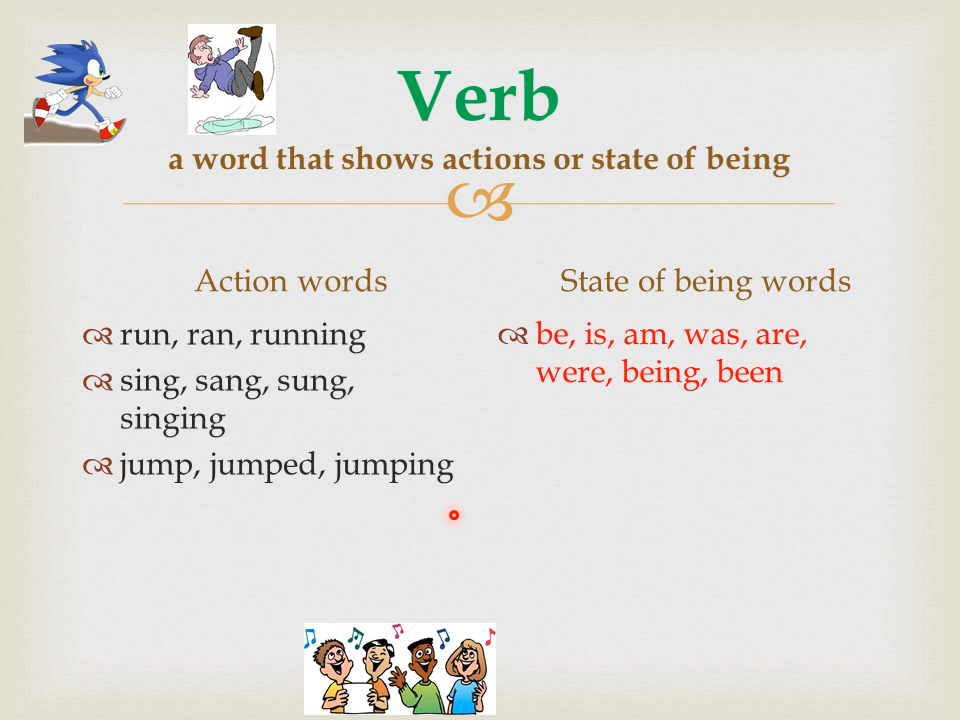 Verb
a word that shows actions or state of being
Action words
run, ran, running
sing, sang, sung,
singing
jump, jumped, jumping
State of being words
be, is, am, was, are,
were, being, been